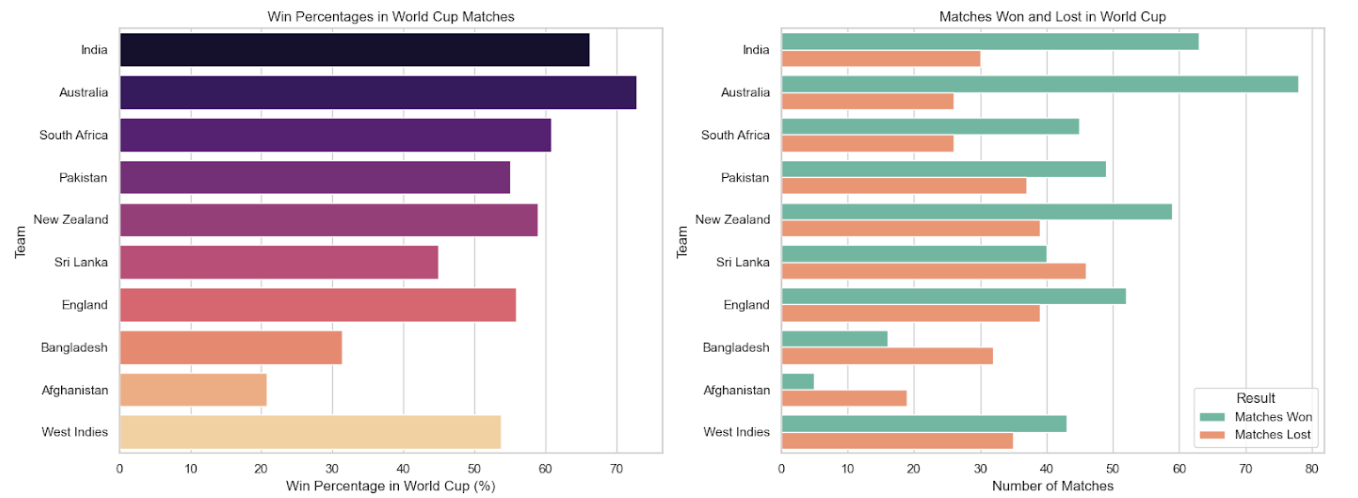 Win Percentages in World Cup Matches
Team
India
Australia
South Africa
Pakistan
New Zealand
Sri Lanka
England
Bangladesh
Afghanistan
West Indies
0 10 20 30 40 50 60 70
Win Percentage in World Cup (%)
Matches Won and Lost in World Cup
Team
India
Australia
South Africa
Pakistan
New Zealand
Sri Lanka
England
Bangladesh
Afghanistan
West Indies
Result
Matches Won
Matches Lost
0 10 20 30 40 50 60 70 80
Number of Matches